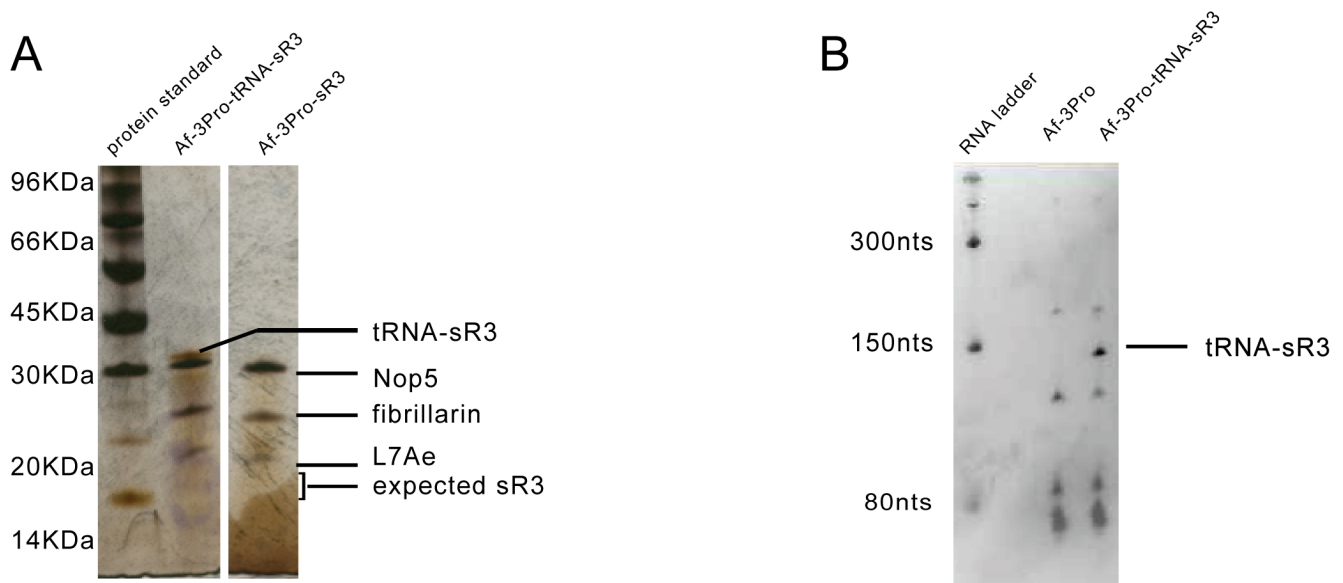 A
protein standard
Af-3Pro-tRNA-sR3
Af-3Pro-sR3
96KDa
66KDa
45KDa
30KDa
20KDa
14KDa
tRNA-sR3
Nop5
fibrillarin
L7Ae
expected sR3
B
RNA ladder
Af-3Pro
Af-3Pro-tRNA-sR3
300nts
150nts
80nts
tRNA-sR3